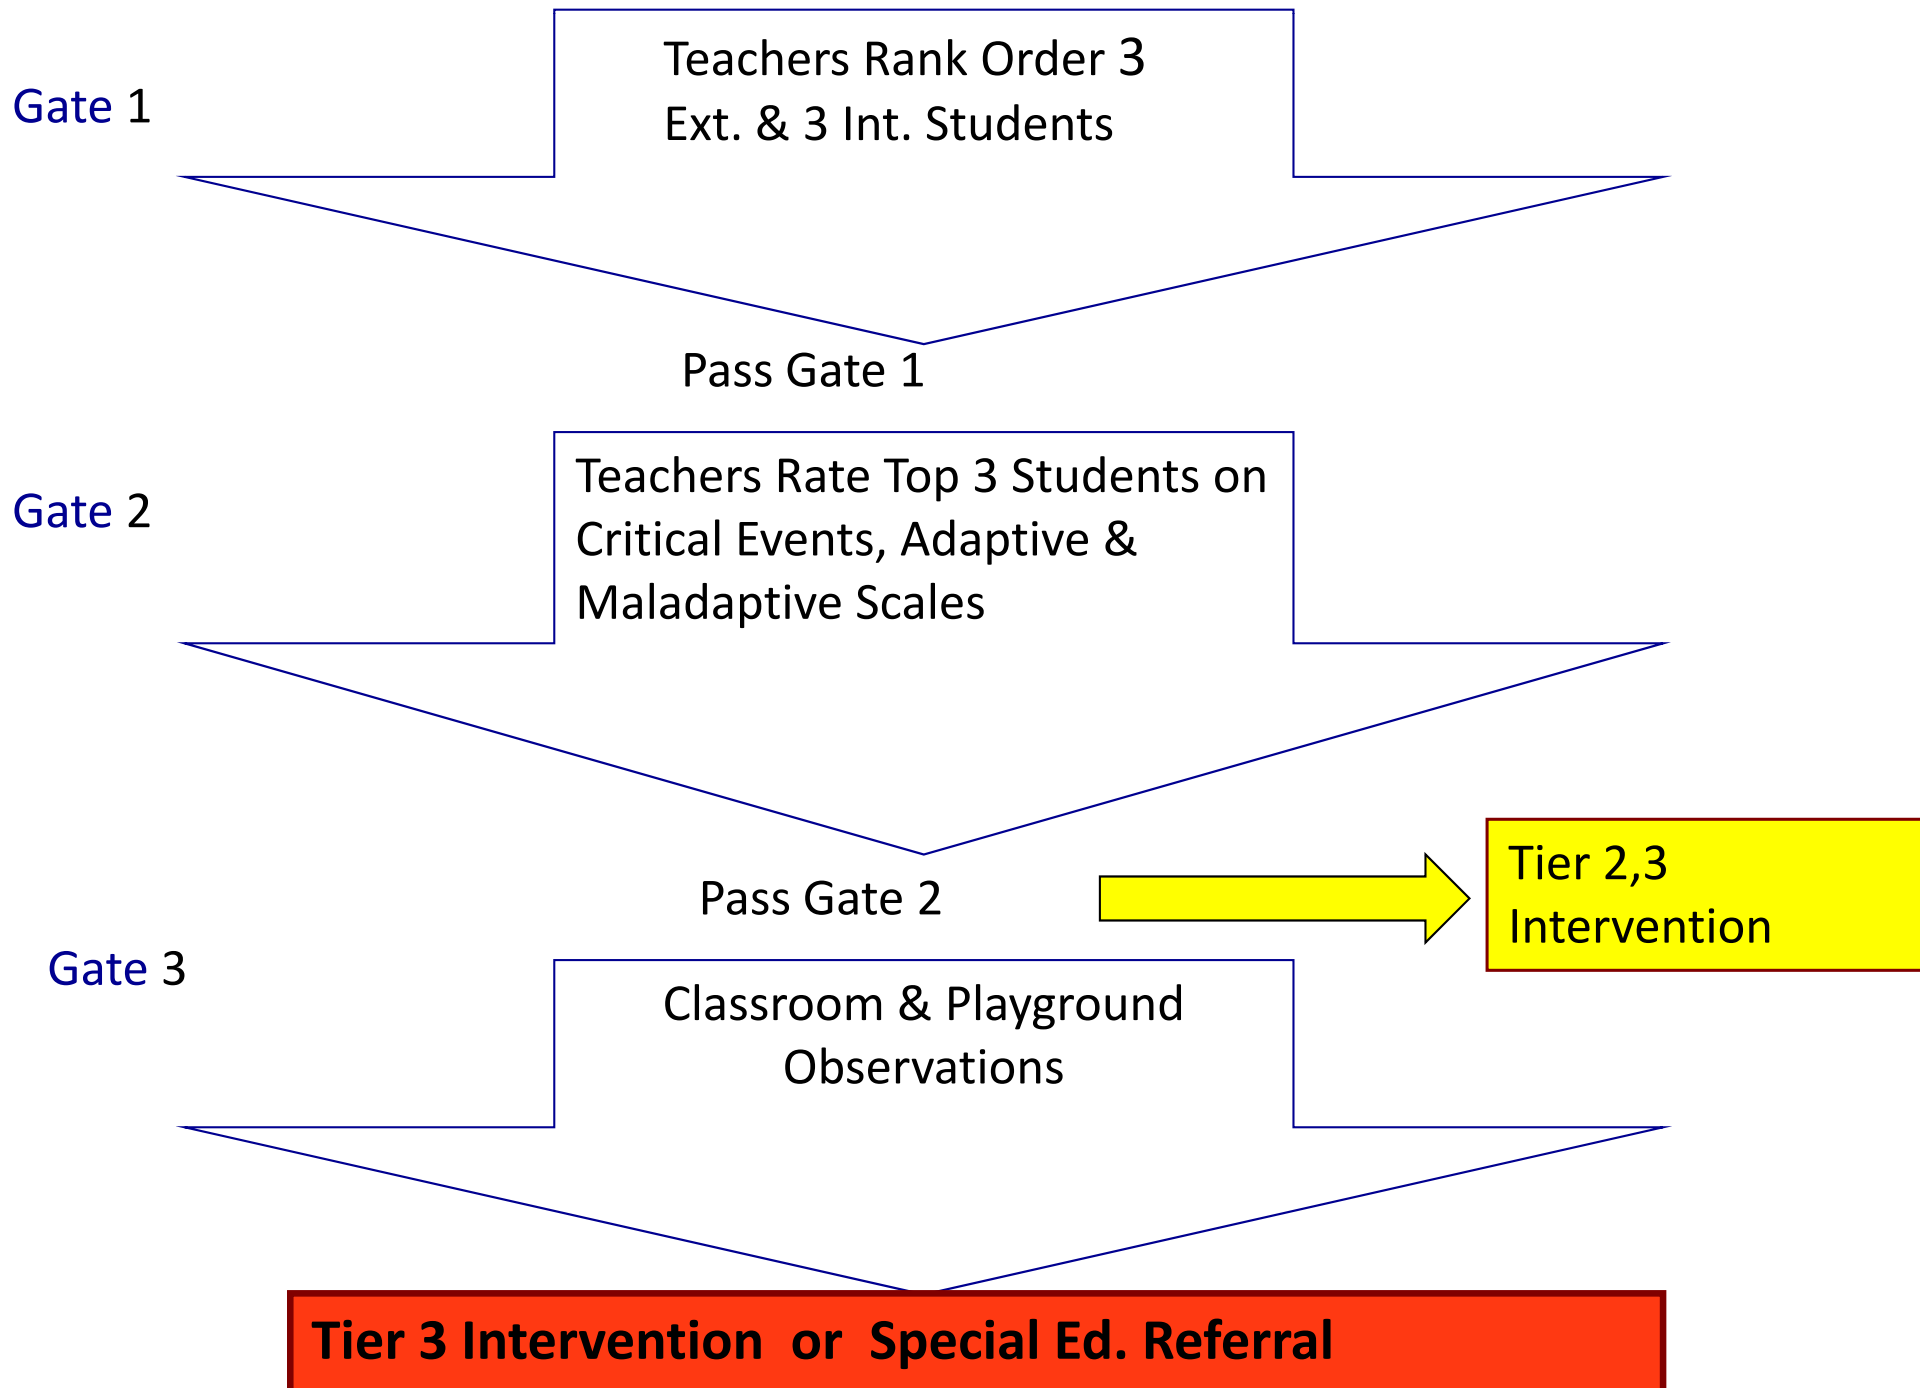 Gate 1
Teachers Rank Order 3
Ext. & 3 Int. Students
Pass Gate 1
Gate 2
Teachers Rate Top 3 Students on
Critical Events, Adaptive &
Maladaptive Scales
Pass Gate 2
Tier 2,3
Intervention
Gate 3
Classroom & Playground
Observations
Tier 3 Intervention or Special Ed. Referral